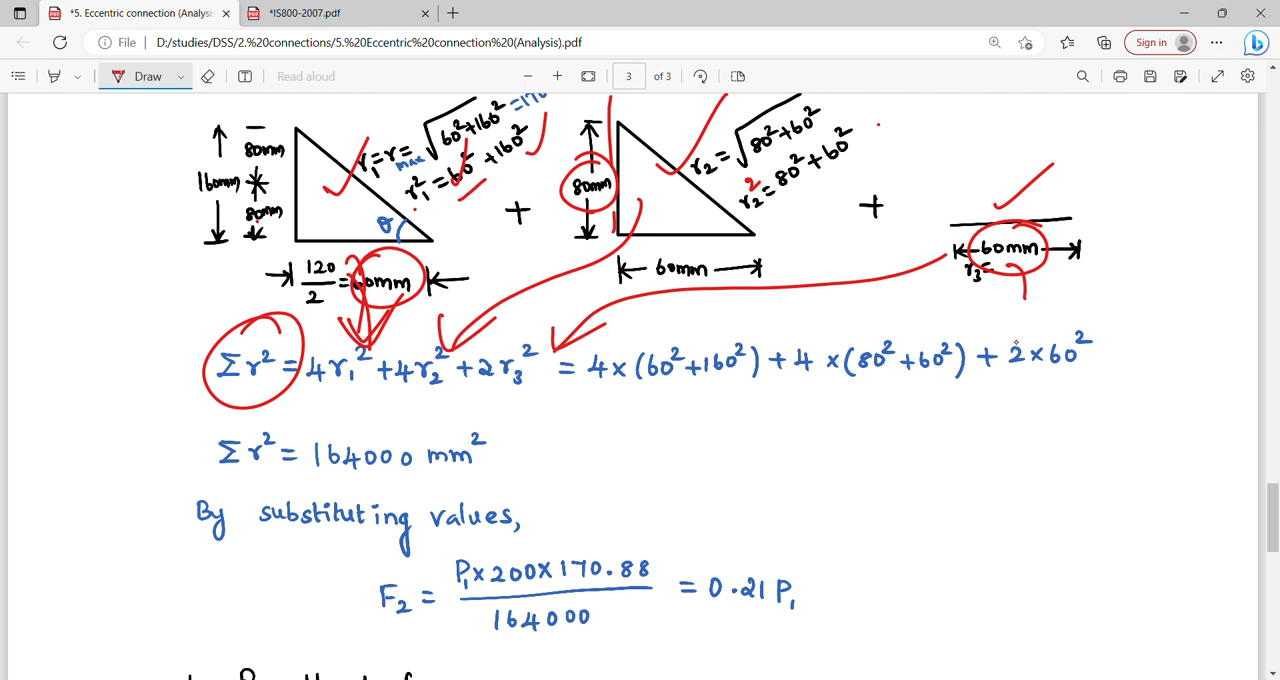 *5. Eccentric connection (Analysis
*IS800-2007.pdf
File
D:/studies/DSS/2.%20connections/5.%20Eccentric%20connection%20(Analysis).pdf
Sign in
Draw
Read aloud
3 of 3
160mm
80mm
80mm
r₁=r max=√60²+160²
r₁²=60²+160²
θ
120/2=60mm
+
80mm
60mm
r₂=√80²+60²
r₂²=80²+60²
+
60mm
r₃=
Σr²=4r₁²+4r₂²+2r₃² = 4×(60²+160²)+4×(80²+60²)+2×60²
Σr²=164000 mm²
By substituting values,
F₂ = P₁×200×170.88/164000 = 0.21 P₁